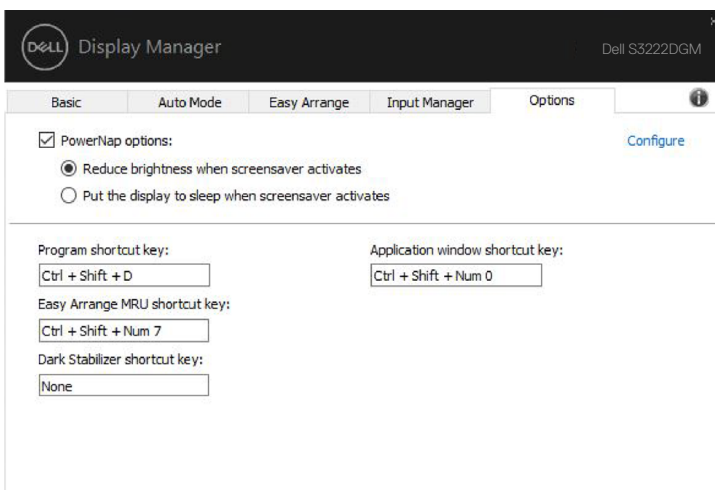 DELL Display Manager
Dell S3222DGM
Basic
Auto Mode
Easy Arrange
Input Manager
Options
PowerNap options:
Configure
Reduce brightness when screensaver activates
Put the display to sleep when screensaver activates
Program shortcut key:
Application window shortcut key:
Ctrl + Shift + D
Ctrl + Shift + Num 0
Easy Arrange MRU shortcut key:
Ctrl + Shift + Num 7
Dark Stabilizer shortcut key:
None